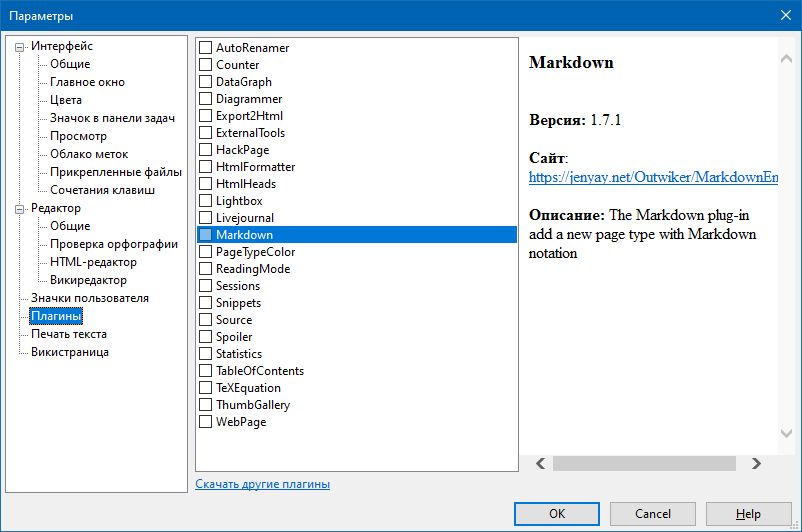 Параметры
Интерфейс
Общие
Главное окно
Цвета
Значок в панели задач
Просмотр
Облако меток
Прикрепленные файлы
Сочетания клавиш
Редактор
Общие
Проверка орфографии
HTML-редактор
Викиредактор
Значки пользователя
Плагины
Печать текста
Викистраница
AutoRenamer
Counter
DataGraph
Diagrammer
Export2Html
ExternalTools
HackPage
HtmlFormatter
HtmlHeads
Lightbox
Livejournal
Markdown
PageTypeColor
ReadingMode
Sessions
Snippets
Source
Spoiler
Statistics
TableOfContents
TeXEquation
ThumbGallery
WebPage
Скачать другие плагины
Markdown
Версия: 1.7.1
Сайт:
https://jenyay.net/Outwiker/MarkdownEn
Описание: The Markdown plug-in
add a new page type with Markdown
notation
OK
Cancel
Help